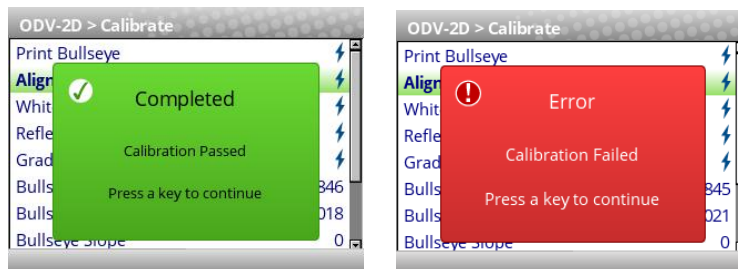 ODV-2D > Calibrate
Print Bullseye
Align
Completed
Whit
Refle
Calibration Passed
Grad
Press a key to continue
Bulls 846
Bulls 018
Bullseye Slope 0
ODV-2D > Calibrate
Print Bullseye
Align
Error
Whit
Refle
Calibration Failed
Grad
Bulls 845
Press a key to continue
Bulls 021
Bullseye Slope 0